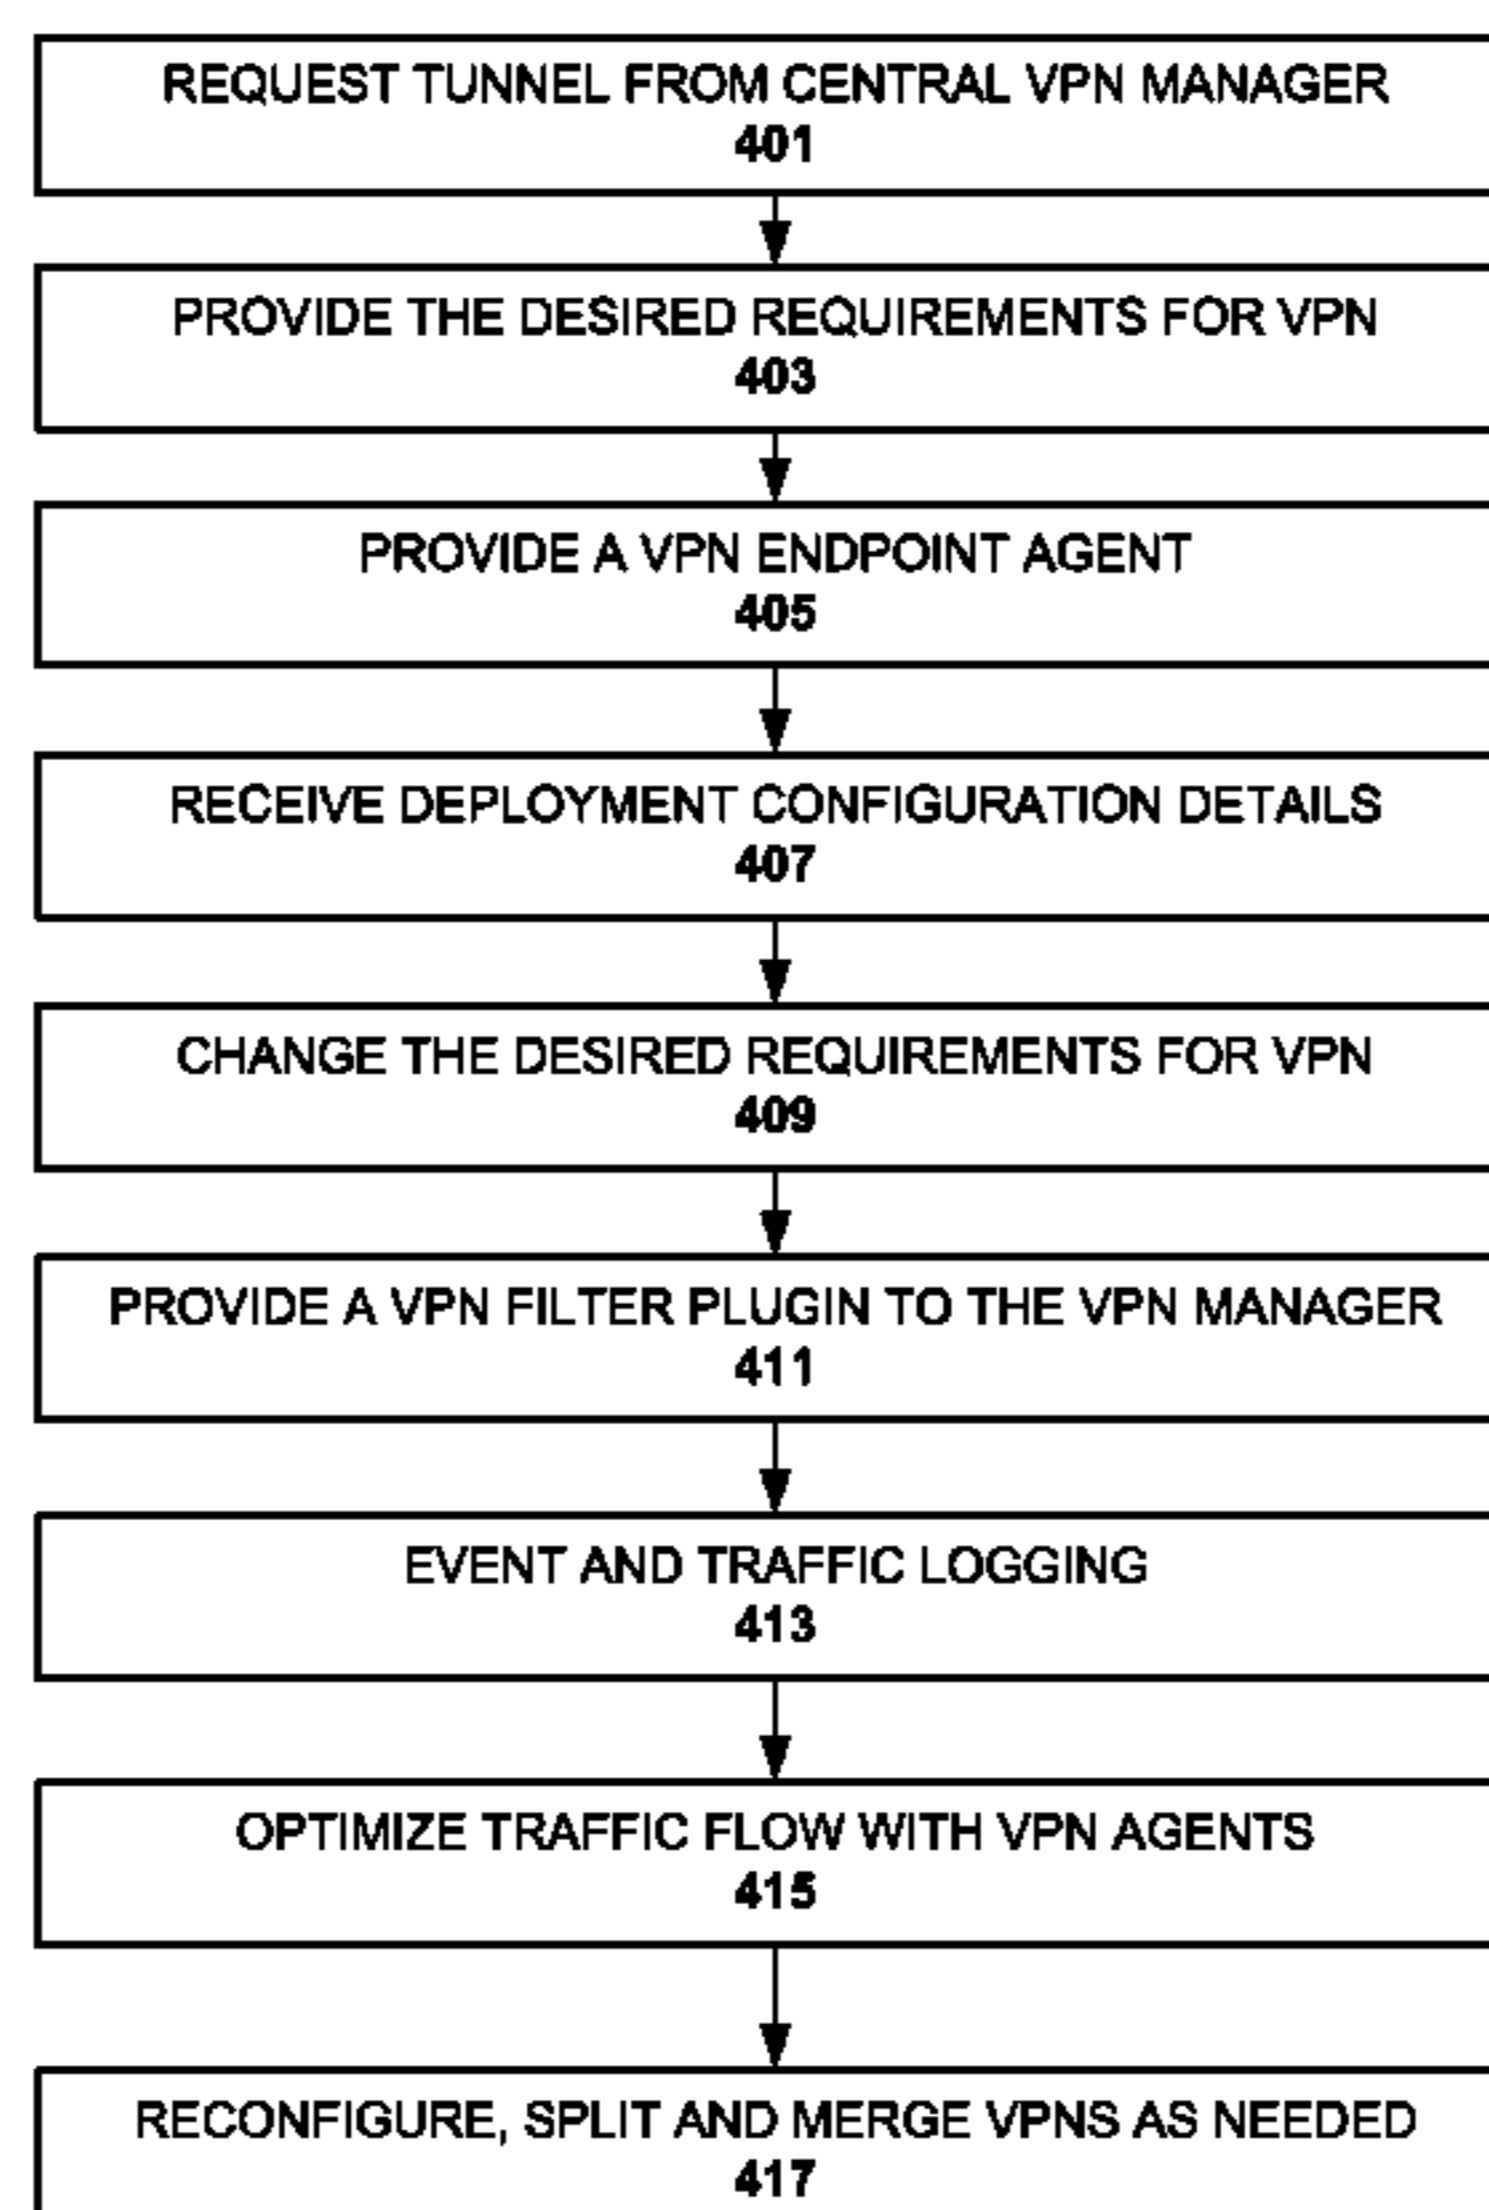 REQUEST TUNNEL FROM CENTRAL VPN MANAGER
401
PROVIDE THE DESIRED REQUIREMENTS FOR VPN
403
PROVIDE A VPN ENDPOINT AGENT
405
RECEIVE DEPLOYMENT CONFIGURATION DETAILS
407
CHANGE THE DESIRED REQUIREMENTS FOR VPN
409
PROVIDE A VPN FILTER PLUGIN TO THE VPN MANAGER
411
EVENT AND TRAFFIC LOGGING
413
OPTIMIZE TRAFFIC FLOW WITH VPN AGENTS
415
RECONFIGURE, SPLIT AND MERGE VPNS AS NEEDED
417